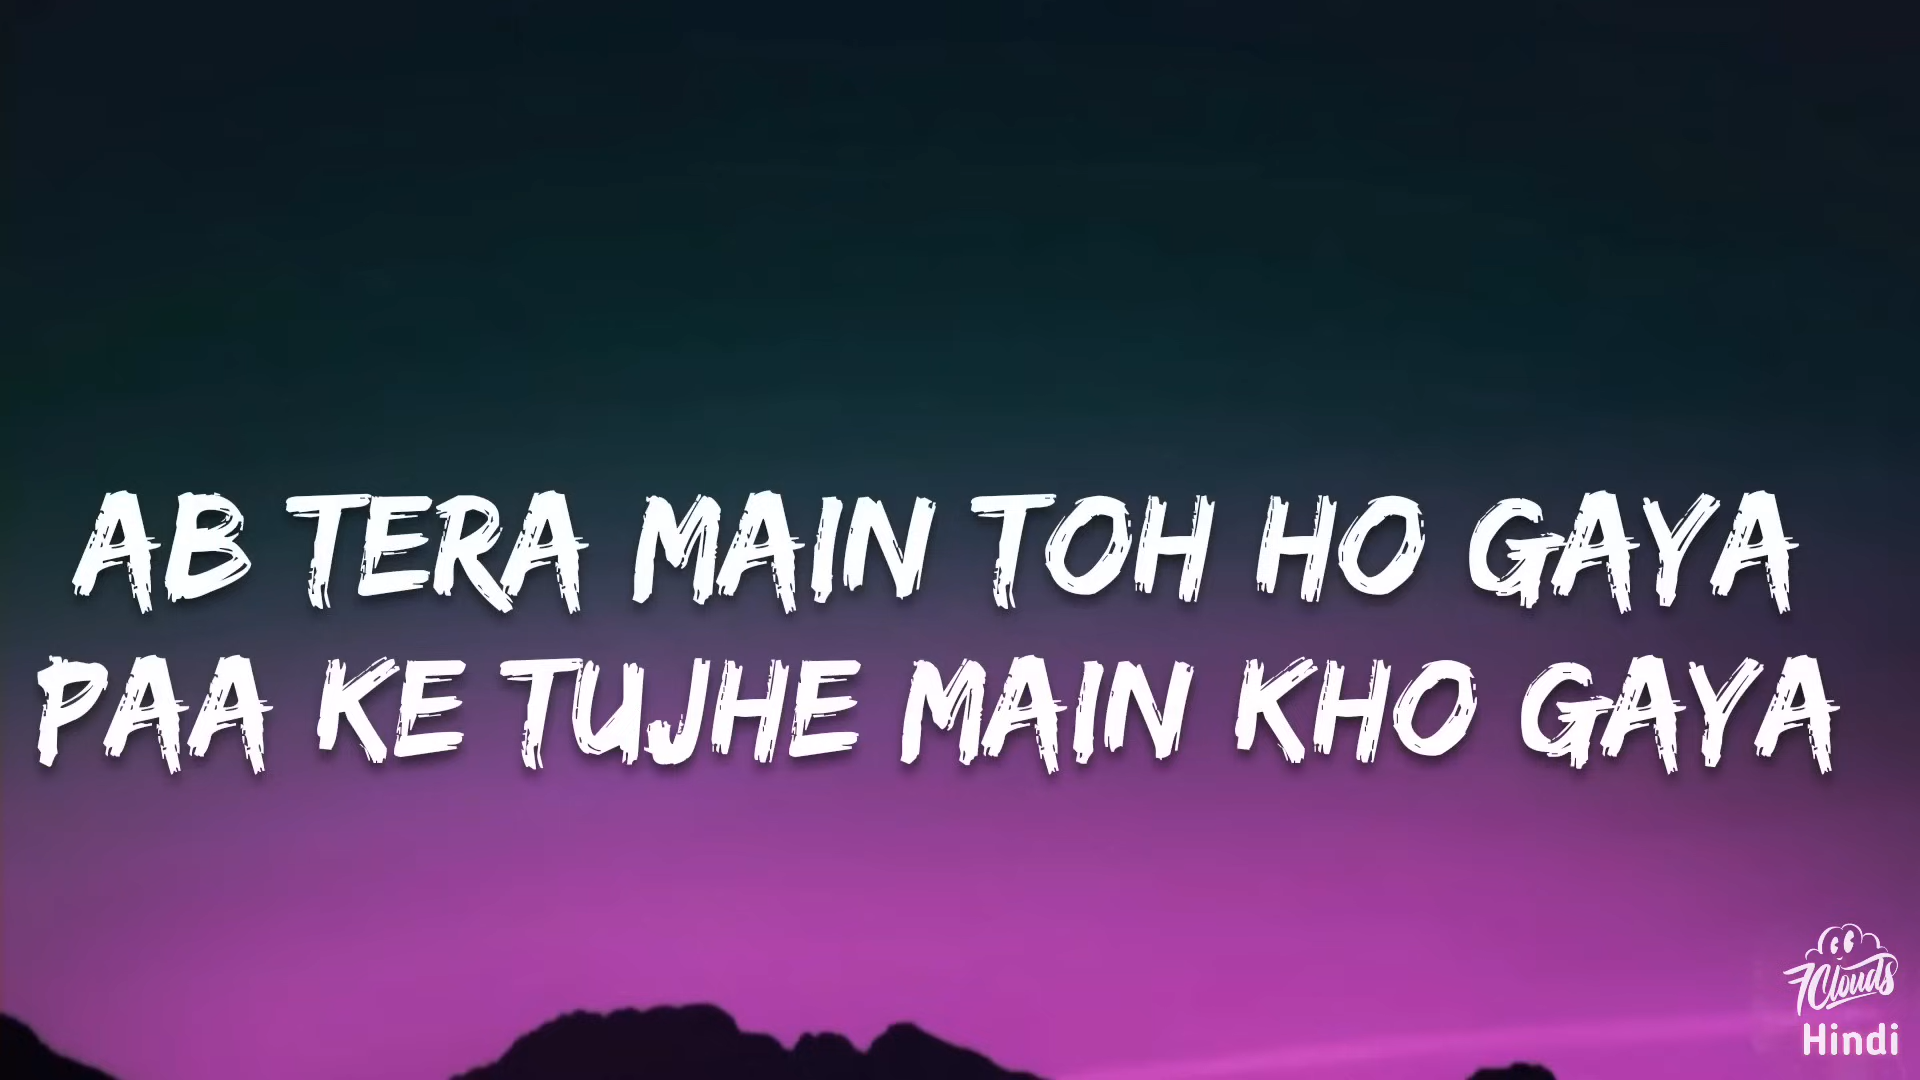 AB TERA MAIN TOH HO GAYA
PAA KE TUJHE MAIN KHO GAYA
7Clouds
Hindi